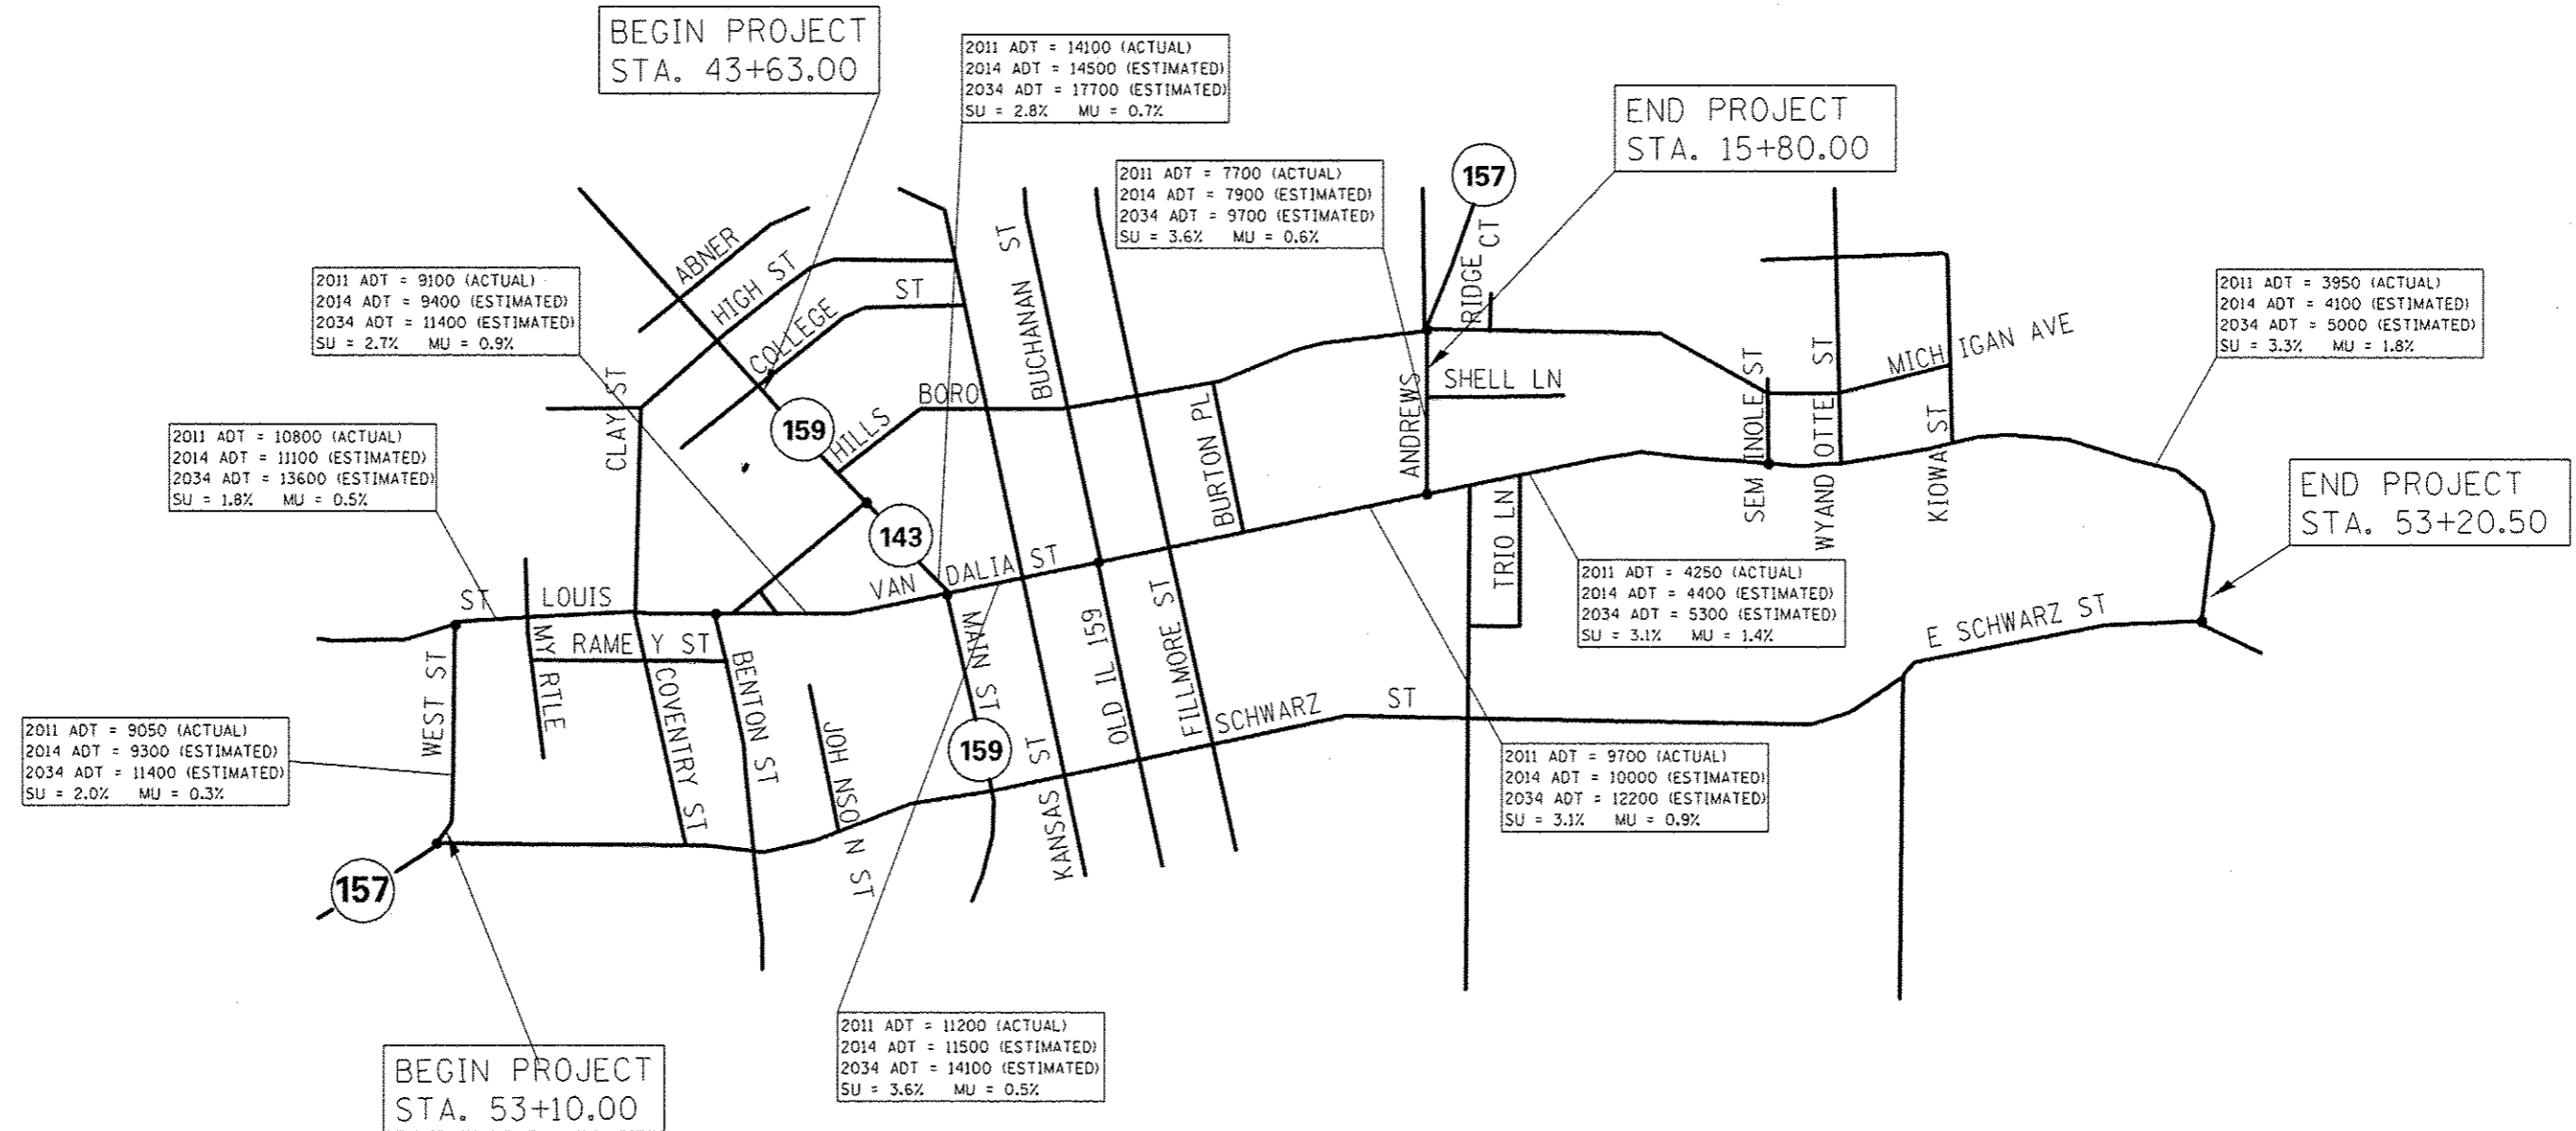 BEGIN PROJECT
STA. 43+63.00
2011 ADT = 14100 (ACTUAL)
2014 ADT = 14500 (ESTIMATED)
2034 ADT = 17700 (ESTIMATED)
SU = 2.8% MU = 0.7%
END PROJECT
STA. 15+80.00
2011 ADT = 7700 (ACTUAL)
2014 ADT = 7900 (ESTIMATED)
2034 ADT = 9700 (ESTIMATED)
SU = 3.6% MU = 0.6%
157
2011 ADT = 9100 (ACTUAL)
2014 ADT = 9400 (ESTIMATED)
2034 ADT = 11400 (ESTIMATED)
SU = 2.7% MU = 0.9%
2011 ADT = 3950 (ACTUAL)
2014 ADT = 4100 (ESTIMATED)
2034 ADT = 5000 (ESTIMATED)
SU = 3.3% MU = 1.8%
ABNER
HIGH ST
COLLEGE ST
BUCHANAN ST
RIDGE CT
MICHIGAN AVE
CLAY ST
159
HILLSBORO
BURTON PL
ANDREWS
SHELL LN
SEMINOLE ST
WYANDOTTE ST
KIOWA ST
2011 ADT = 10800 (ACTUAL)
2014 ADT = 11100 (ESTIMATED)
2034 ADT = 13600 (ESTIMATED)
SU = 1.8% MU = 0.5%
END PROJECT
STA. 53+20.50
143
VANDALIA ST
TRIO LN
2011 ADT = 4250 (ACTUAL)
2014 ADT = 4400 (ESTIMATED)
2034 ADT = 5300 (ESTIMATED)
SU = 3.1% MU = 1.4%
ST LOUIS
MYRTLE
RAMEY ST
WEST ST
COVENTRY ST
BENTON ST
JOHNSON ST
MAIN ST
159
KANSAS ST
OLD IL 159
FILLMORE ST
SCHWARZ ST
E SCHWARZ ST
2011 ADT = 9050 (ACTUAL)
2014 ADT = 9300 (ESTIMATED)
2034 ADT = 11400 (ESTIMATED)
SU = 2.0% MU = 0.3%
2011 ADT = 9700 (ACTUAL)
2014 ADT = 10000 (ESTIMATED)
2034 ADT = 12200 (ESTIMATED)
SU = 3.1% MU = 0.9%
157
2011 ADT = 11200 (ACTUAL)
2014 ADT = 11500 (ESTIMATED)
2034 ADT = 14100 (ESTIMATED)
SU = 3.6% MU = 0.5%
BEGIN PROJECT
STA. 53+10.00